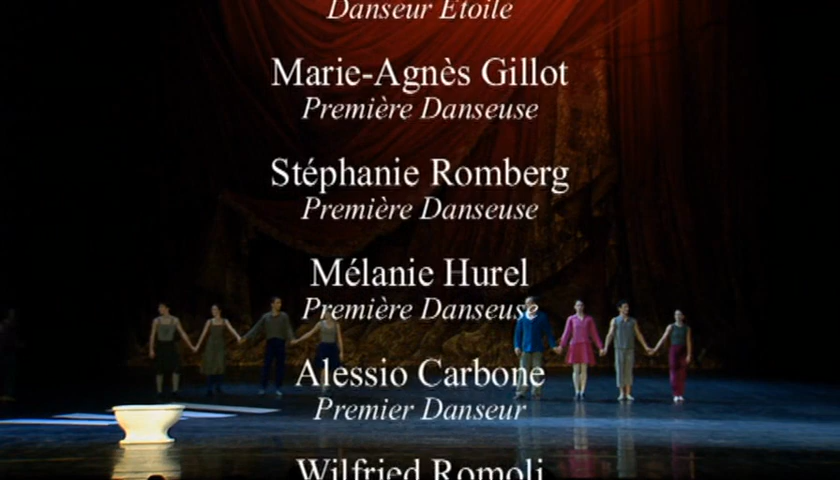 Danseur Etoile
Marie-Agnès Gillot
Première Danseuse
Stéphanie Romberg
Première Danseuse
Mélanie Hurel
Première Danseuse
Alessio Carbone
Premier Danseur
Wilfried Romoli